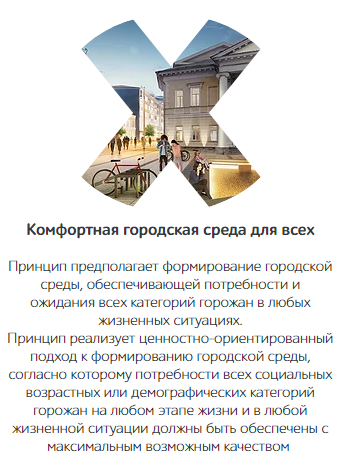 Комфортная городская среда для всех
Принцип предполагает формирование городской
среды, обеспечивающей потребности и
ожидания всех категорий горожан в любых
жизненных ситуациях.
Принцип реализует ценностно-ориентированный
подход к формированию городской среды,
согласно которому потребности всех социальных
возрастных или демографических категорий
горожан на любом этапе жизни и в любой
жизненной ситуации должны быть обеспечены с
максимальным возможным качеством